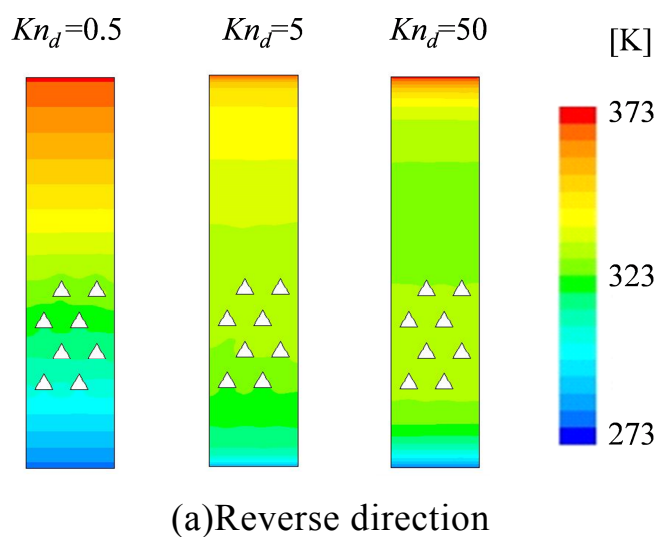 Kn_d=0.5 Kn_d=5 Kn_d=50
[K]
373
323
273
(a)Reverse direction